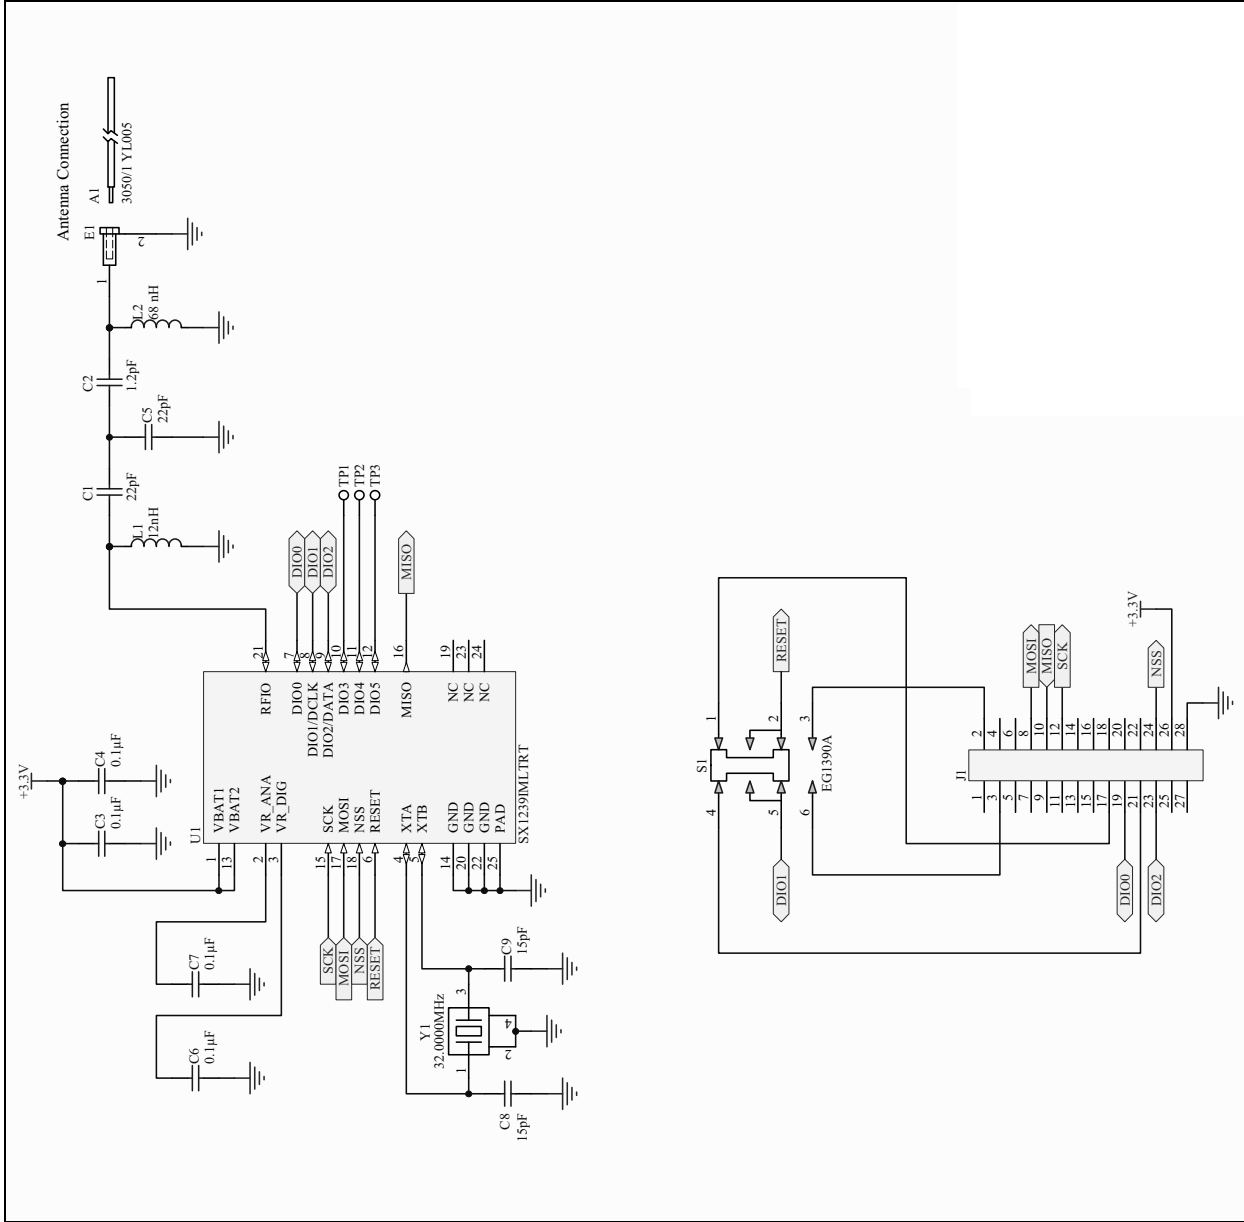 Antenna Connection
A1
3050/1 YL005
E1
1
2
L2
68 nH
C2
1.2pF
C5
22pF
C1
22pF
L1
12nH
+3.3V
C4
0.1µF
C3
0.1µF
C7
0.1µF
C6
0.1µF
U1
SX1239IMLTRT
1 VBAT1
13 VBAT2
2 VR_ANA
3 VR_DIG
SCK 15 SCK
MOSI 17 MOSI
NSS 18 NSS
RESET 6 RESET
4 XTA
5 XTB
14 GND
20 GND
22 GND
25 PAD
RFIO 21
DIO0 7 DIO0
DIO1/DCLK 8 DIO1
DIO2/DATA 9 DIO2
DIO3 10 TP1
DIO4 11 TP2
DIO5 12 TP3
MISO 16 MISO
NC 19
NC 23
NC 24
Y1
32.0000MHz
1
3
2
4
C9
15pF
C8
15pF
S1
EG1390A
4
1
5
2
6
3
DIO1
RESET
J1
1 2
3 4
5 6
7 8 MOSI
9 10 MISO
11 12 SCK
13 14
15 16
17 18
DIO0 19 20
21 22
DIO2 23 24 NSS
25 26
27 28
+3.3V